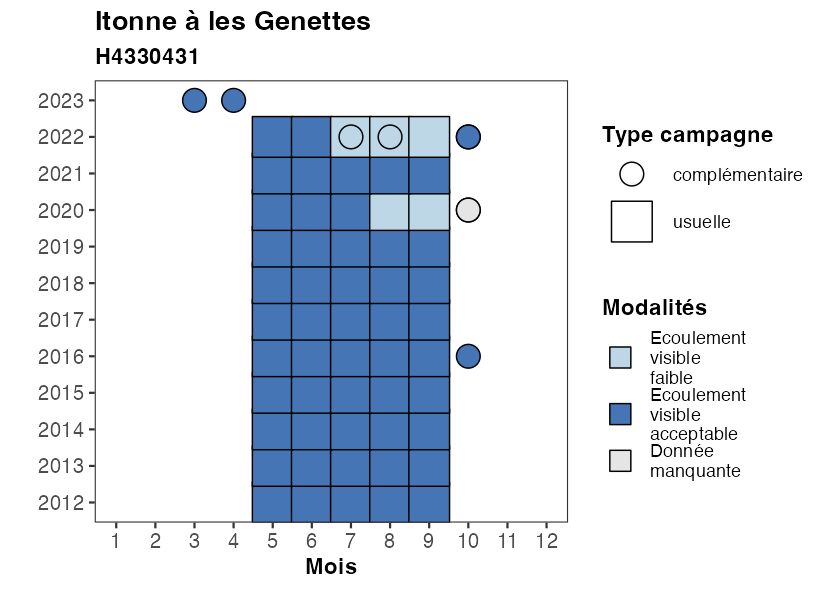 Itonne à les Genettes
H4330431
2023
2022
2021
2020
2019
2018
2017
2016
2015
2014
2013
2012
1 2 3 4 5 6 7 8 9 10 11 12
Mois
Type campagne
complémentaire
usuelle
Modalités
Ecoulement
visible
faible
Ecoulement
visible
acceptable
Donnée
manquante